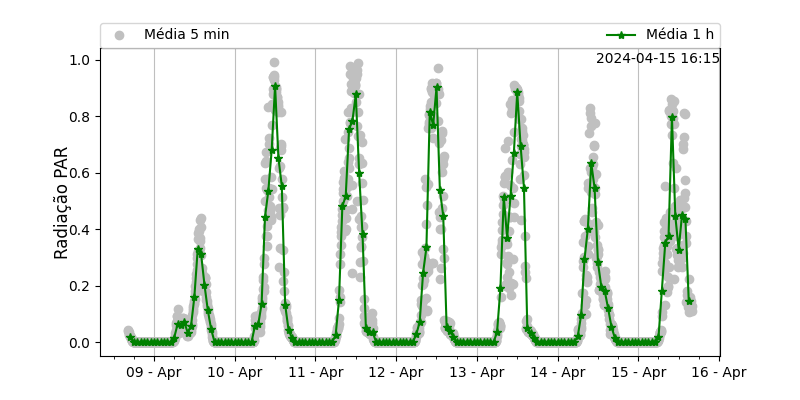 Média 5 min
Média 1 h
2024-04-15 16:15
Radiação PAR
1.0
0.8
0.6
0.4
0.2
0.0
09 - Apr
10 - Apr
11 - Apr
12 - Apr
13 - Apr
14 - Apr
15 - Apr
16 - Apr